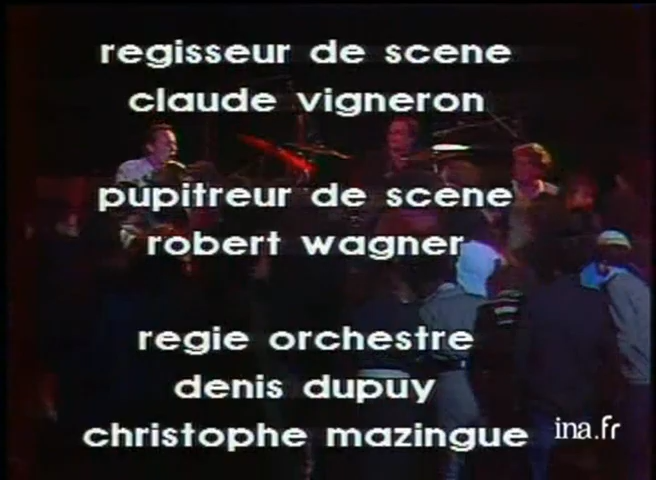 regisseur de scene
claude vigneron
pupitreur de scene
robert wagner
regie orchestre
denis dupuy
christophe mazingue
ina.fr